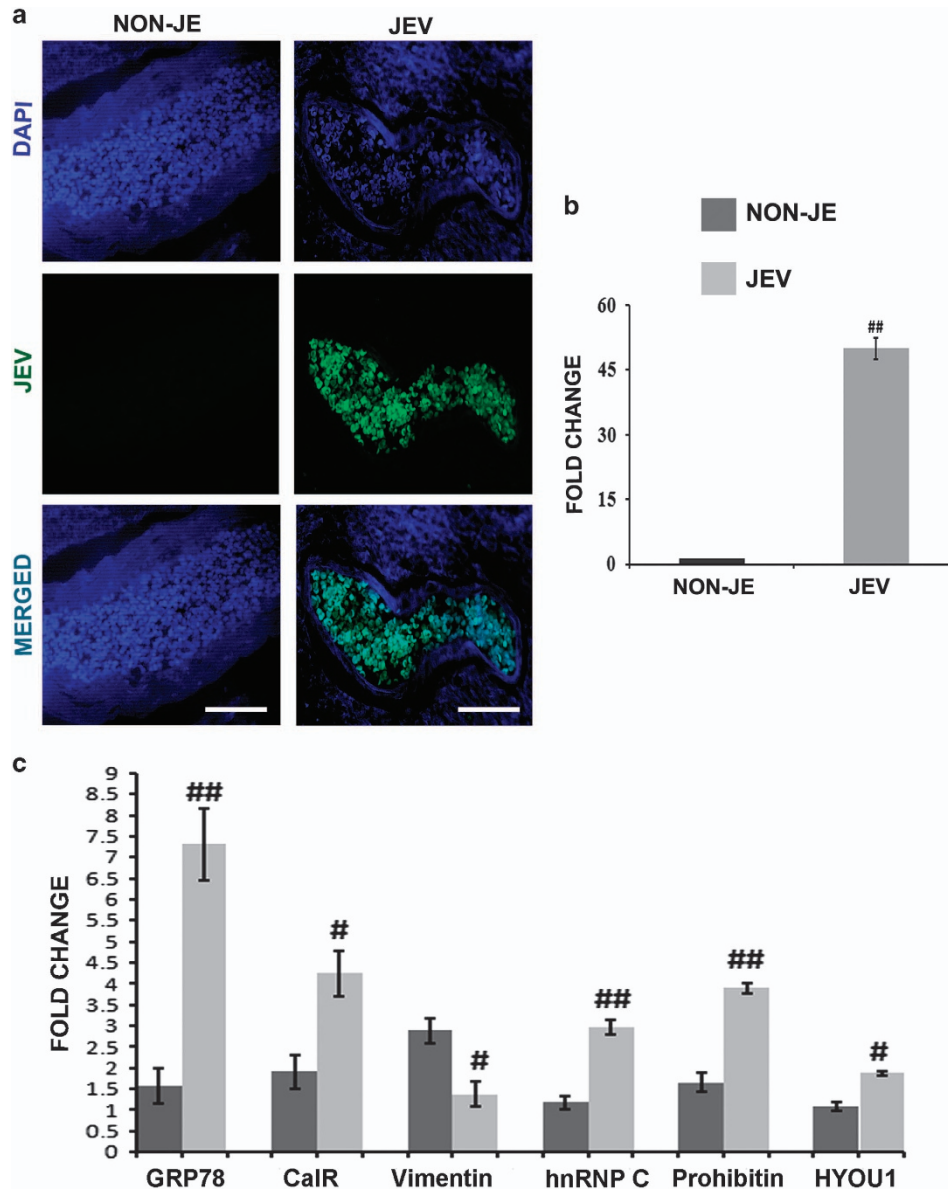 a
NON-JE JEV
DAPI
JEV
MERGED
b
NON-JE
JEV
FOLD CHANGE
60
45
30
15
0
##
NON-JE JEV
c
FOLD CHANGE
9
8.5
8
7.5
7
6.5
6
5.5
5
4.5
4
3.5
3
2.5
2
1.5
1
0.5
0
##
#
#
##
##
#
GRP78 CalR Vimentin hnRNP C Prohibitin HYOU1